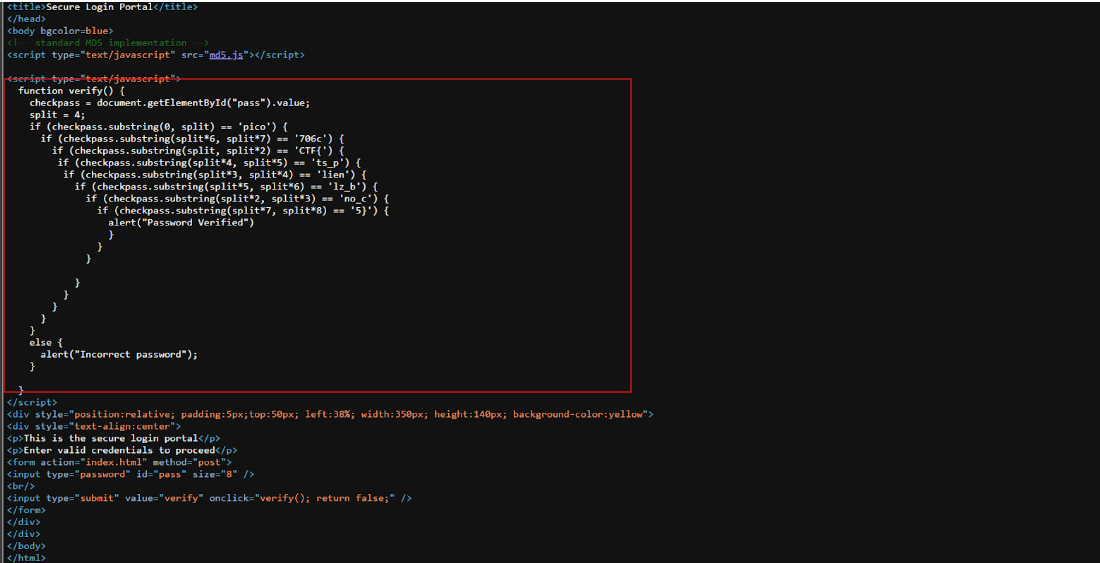 <title>Secure Login Portal</title>
</head>
<body bgcolor=blue>
<!-- standard MD5 implementation -->
<script type="text/javascript" src="md5.js"></script>
<script type="text/javascript">
function verify() {
checkpass = document.getElementById("pass").value;
split = 4;
if (checkpass.substring(0, split) == 'pico') {
if (checkpass.substring(split*6, split*7) == '706c') {
if (checkpass.substring(split, split*2) == 'CTF{') {
if (checkpass.substring(split*4, split*5) == 'ts_p') {
if (checkpass.substring(split*3, split*4) == 'lien') {
if (checkpass.substring(split*5, split*6) == 'lz_b') {
if (checkpass.substring(split*2, split*3) == 'no_c') {
if (checkpass.substring(split*7, split*8) == '5}') {
alert("Password Verified")
}
}
}
}
}
}
}
}
else {
alert("Incorrect password");
}
}
</script>
<div style="position:relative; padding:5px;top:50px; left:38%; width:350px; height:140px; background-color:yellow">
<div style="text-align:center">
<p>This is the secure login portal</p>
<p>Enter valid credentials to proceed</p>
<form action="index.html" method="post">
<input type="password" id="pass" size="8" />
<br/>
<input type="submit" value="verify" onclick="verify(); return false;" />
</form>
</div>
</div>
</body>
</html>